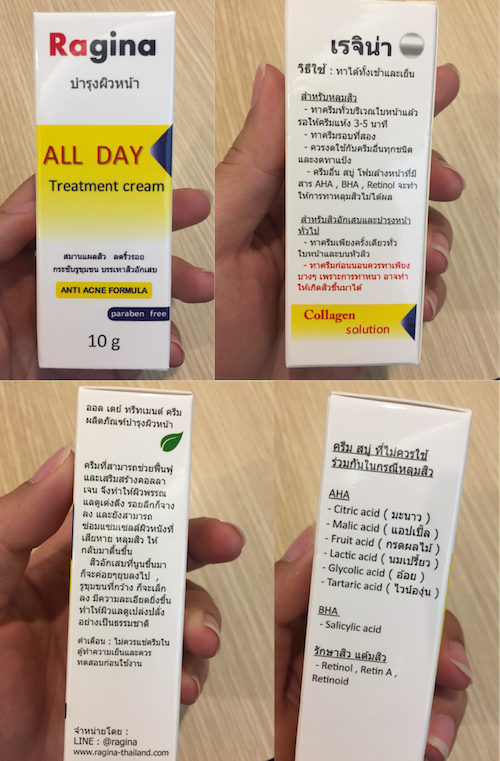 Ragina
บำรุงผิวหน้า
ALL DAY
Treatment cream
สมานแผลสิว ลดริ้วรอย
กระชับรูขุมขน บรรเทาสิวอักเสบ
ANTI ACNE FORMULA
paraben free
10 g
เรจิน่า
วิธีใช้ : ทาได้ทั้งเช้าและเย็น
สำหรับหลุมสิว
- ทาครีมทั่วบริเวณใบหน้าแล้ว
รอให้ครีมแห้ง 3-5 นาที
- ทาครีมรอบที่สอง
- ควรงดใช้กับครีมอื่นทุกชนิด
และงดทาแป้ง
- ครีมอื่น สบู่ โฟมล้างหน้าที่มี
สาร AHA , BHA , Retinol จะทำ
ให้การทาหลุมสิวไม่ได้ผล
สำหรับสิวอักเสบและบำรุงหน้า
ทั่วไป
- ทาครีมเพียงครั้งเดียวทั่ว
ใบหน้าและบนหัวสิว
- ทาครีมก่อนนอนควรทาเพียง
บางๆ เพราะการทาหนา อาจทำ
ให้เกิดสิวขึ้นมาได้
Collagen
solution
ออล เดย์ ทรีทเมนต์ ครีม
ผลิตภัณฑ์บำรุงผิวหน้า
ครีมที่สามารถช่วยฟื้นฟู
และเสริมสร้างคอลลา
เจน จึงทำให้ผิวพรรณ
แลดูเต่งตึง รอยลึกก็จาง
ลง และยังสามารถ
ซ่อมแซมเซลล์ผิวหนังที่
เสียหาย หลุมสิว ให้
กลับมาตื้นขึ้น
สิวอักเสบที่นูนขึ้นมา
ก็จะค่อยๆยุบลงไป ,
รูขุมขนที่กว้าง ก็จะเล็ก
ลง มีความละเอียดยิ่งขึ้น
ทำให้ผิวแลดูเปล่งปลั่ง
อย่างเป็นธรรมชาติ
คำเตือน : ไม่ควรแช่ครีมใน
ตู้ทำความเย็นและควร
ทดสอบก่อนใช้งาน
จำหน่ายโดย :
LINE : @ragina
www.ragina-thailand.com
ครีม สบู่ ที่ไม่ควรใช้
ร่วมกันในกรณีหลุมสิว
AHA
- Citric acid ( มะนาว )
- Malic acid ( แอปเปิ้ล )
- Fruit acid ( กรดผลไม้ )
- Lactic acid ( นมเปรี้ยว )
- Glycolic acid ( อ้อย )
- Tartaric acid ( ไวน์องุ่น )
BHA
- Salicylic acid
รักษาสิว แต้มสิว
- Retinol , Retin A ,
Retinoid